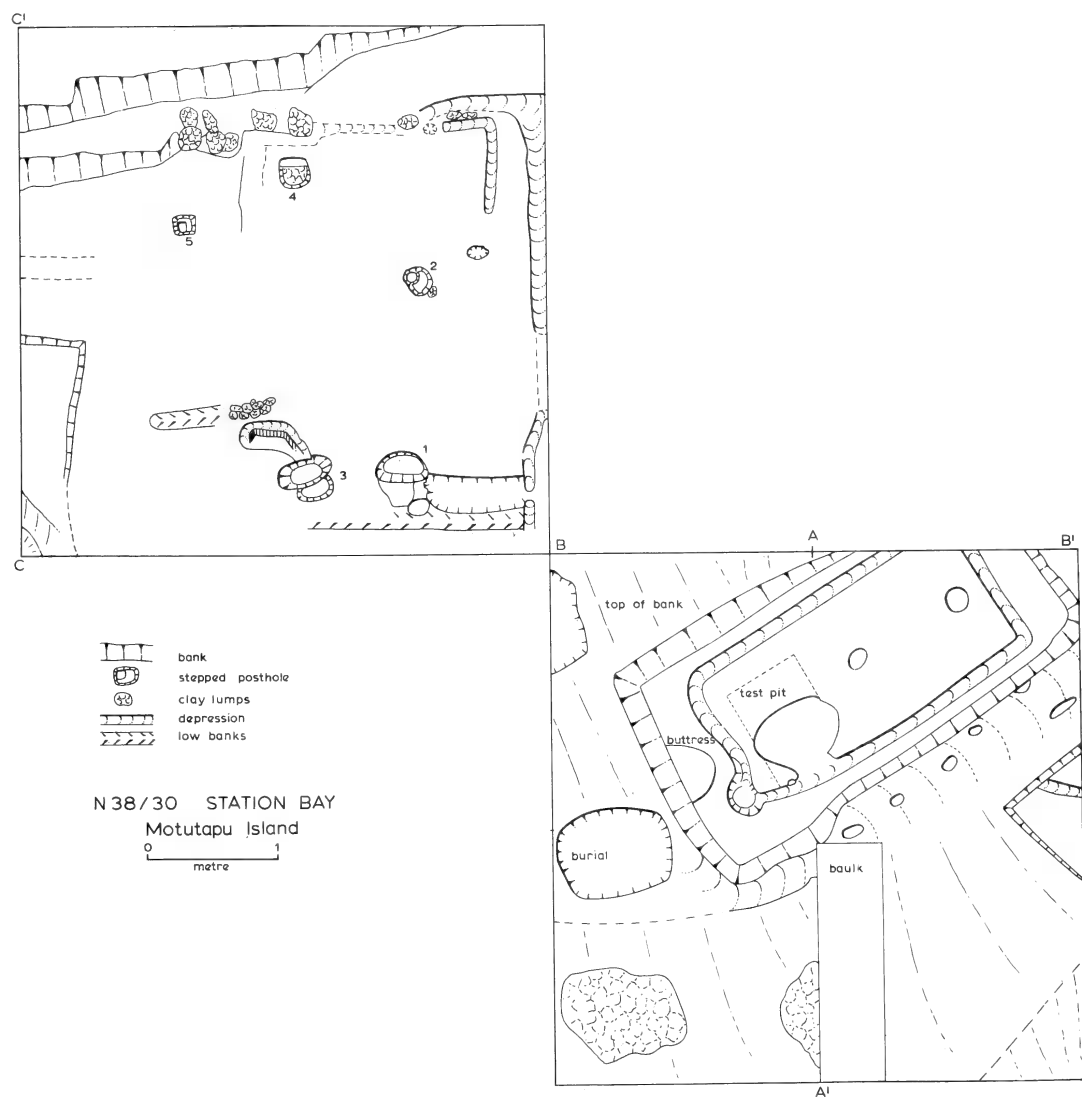 C'
4
5
2
1
3
C
B
A
B'
top of bank
test pit
buttress
burial
baulk
A'
bank
stepped posthole
clay lumps
depression
low banks
N38/30 STATION BAY
Motutapu Island
0 1
metre